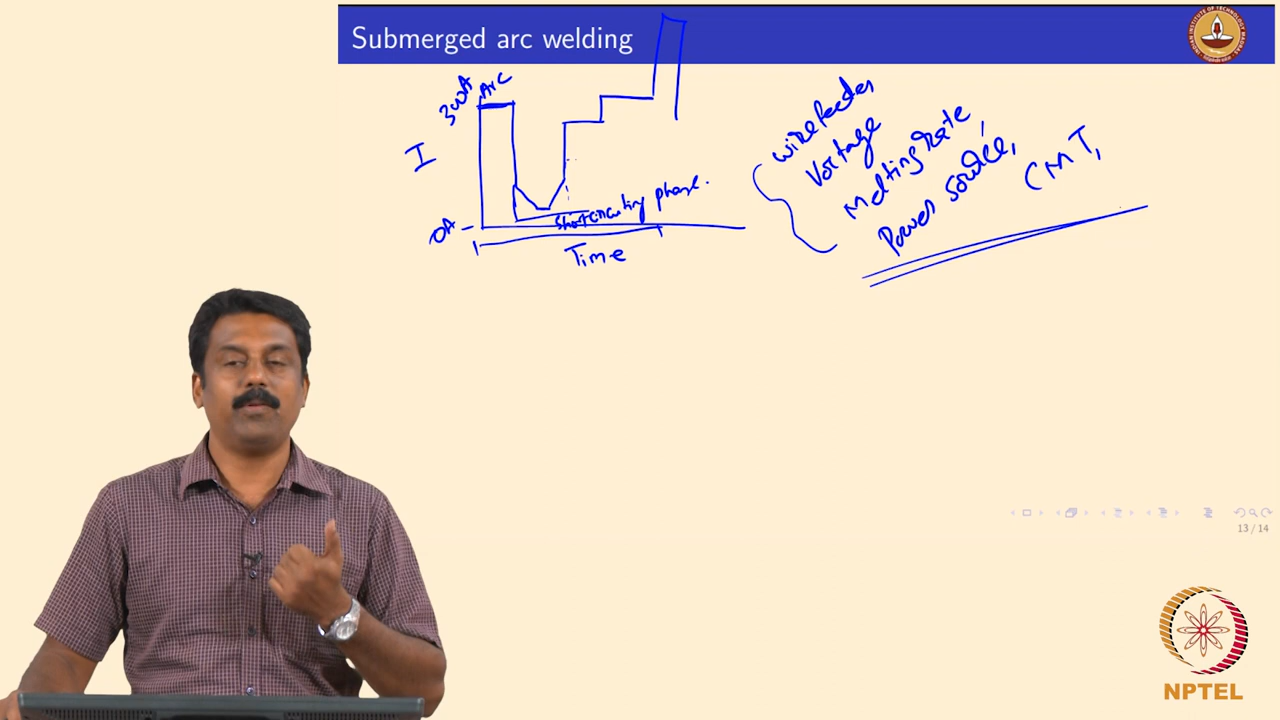 Submerged arc welding
300A
Arc
I
0A
Short circuiting phase.
Time
wire feeder
Voltage
Melting rate,
Power source,
CMT,
13 / 14
NPTEL